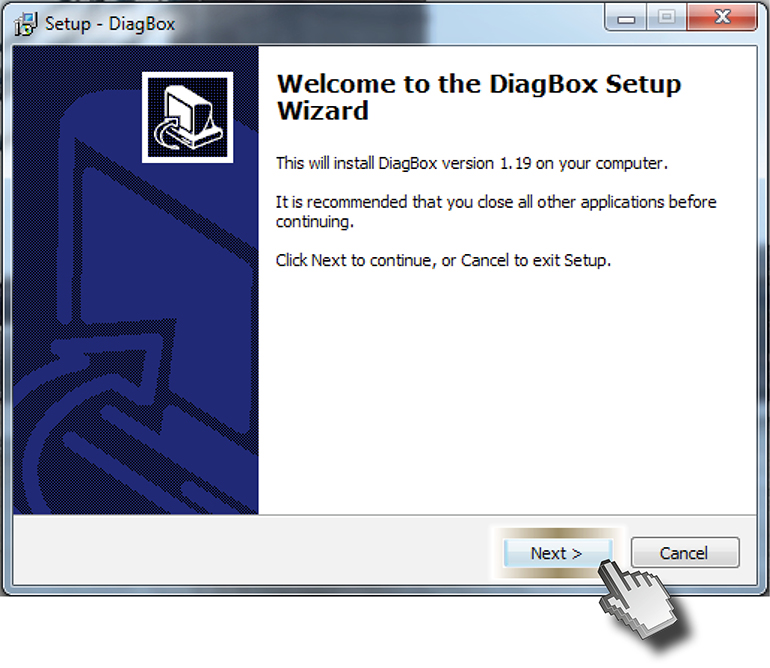 Setup - DiagBox
Welcome to the DiagBox Setup
Wizard
This will install DiagBox version 1.19 on your computer.
It is recommended that you close all other applications before
continuing.
Click Next to continue, or Cancel to exit Setup.
Next >
Cancel